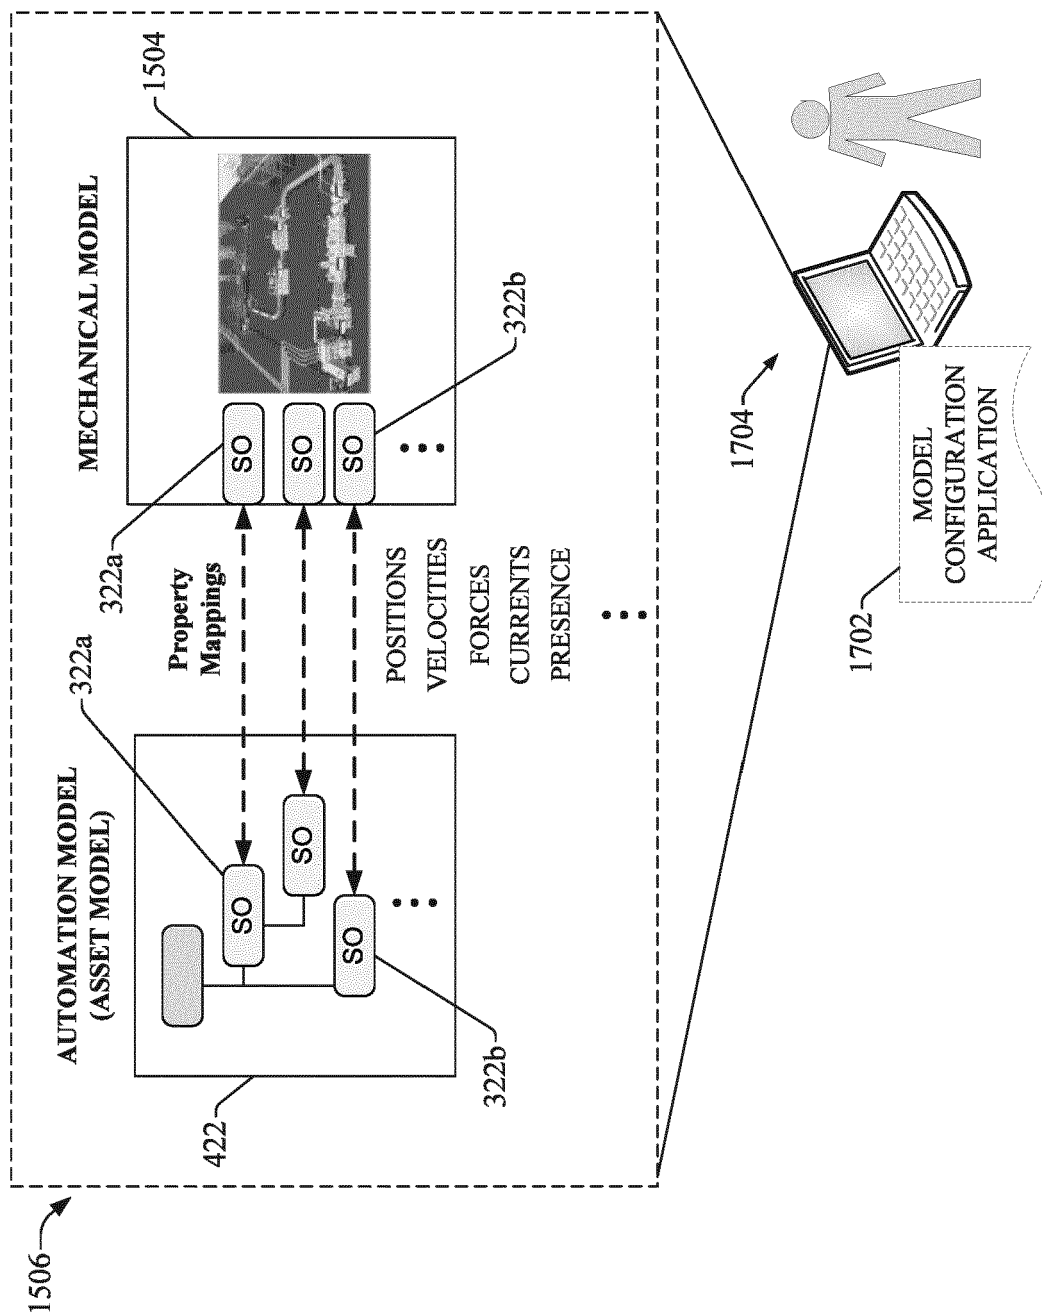 1506
AUTOMATION MODEL
(ASSET MODEL)
322a
422
SO
SO
SO
322b
Property
Mappings
POSITIONS
VELOCITIES
FORCES
CURRENTS
PRESENCE
MECHANICAL MODEL
1504
322a
SO
SO
SO
322b
1704
1702
MODEL
CONFIGURATION
APPLICATION